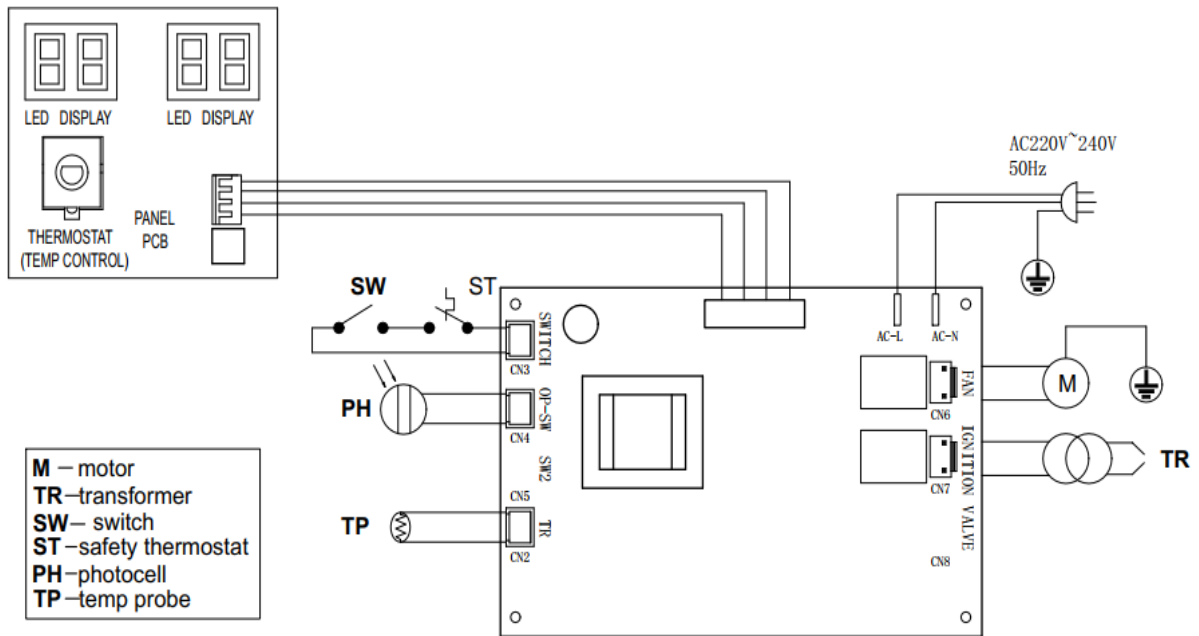 LED DISPLAY
LED DISPLAY
THERMOSTAT
(TEMP CONTROL)
PANEL
PCB
AC220V~240V
50Hz
SW
ST
SWITCH
CN3
PH
OP-SW
CN4
SW2
CN5
TP
TR
CN2
AC-L
AC-N
FAN
CN6
M
IGNITION
CN7
TR
VALVE
CN8
M – motor
TR – transformer
SW – switch
ST – safety thermostat
PH – photocell
TP – temp probe